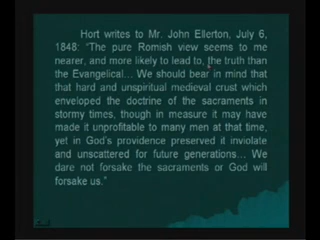 Hort writes to Mr. John Ellerton, July 6,
1848: "The pure Romish view seems to me
nearer, and more likely to lead to, the truth than
the Evangelical... We should bear in mind that
that hard and unspiritual medieval crust which
enveloped the doctrine of the sacraments in
stormy times, though in measure it may have
made it unprofitable to many men at that time,
yet in God's providence preserved it inviolate
and unscattered for future generations... We
dare not forsake the sacraments or God will
forsake us."